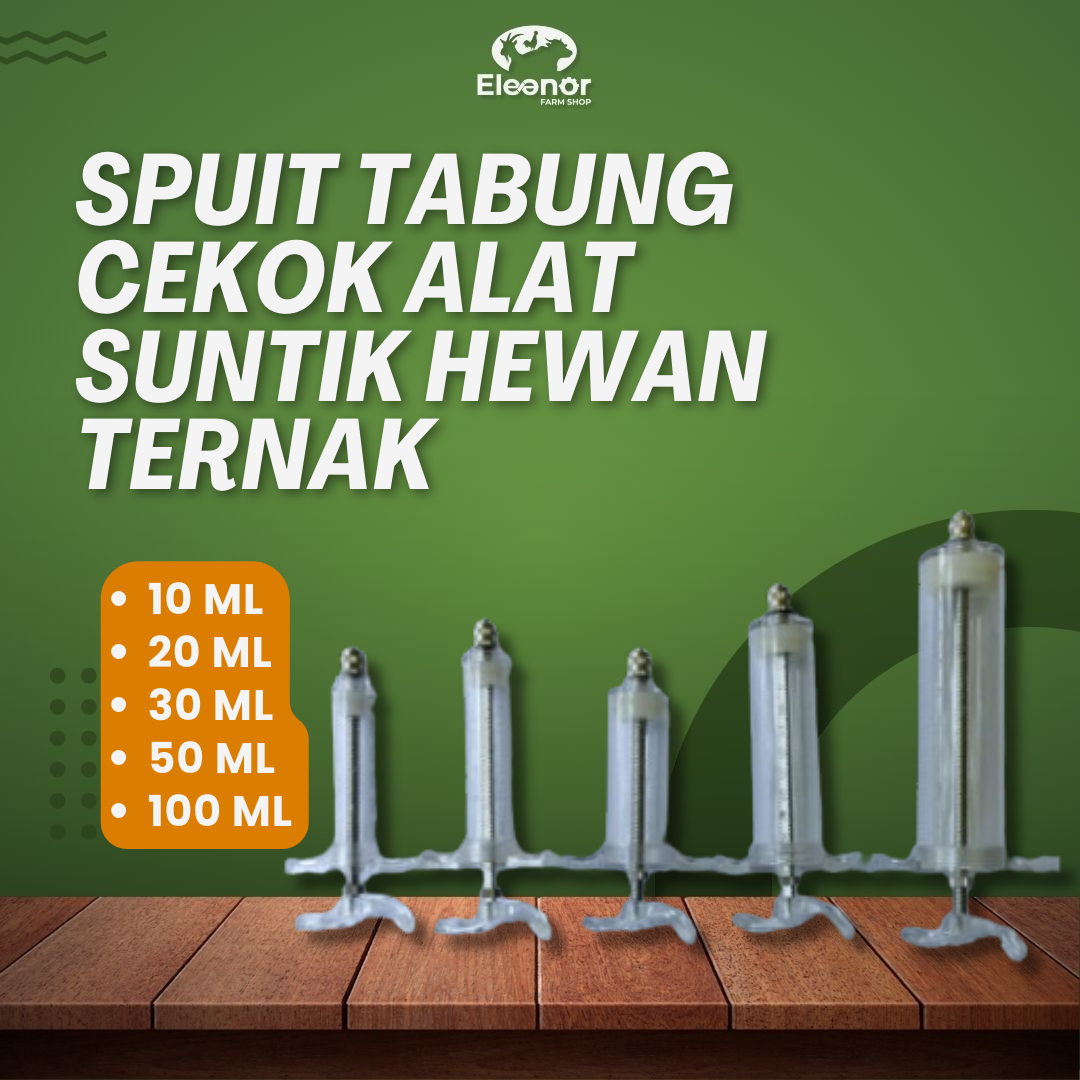 Eleanor
FARM SHOP
SPUIT TABUNG
CEKOK ALAT
SUNTIK HEWAN
TERNAK
• 10 ML
• 20 ML
• 30 ML
• 50 ML
• 100 ML